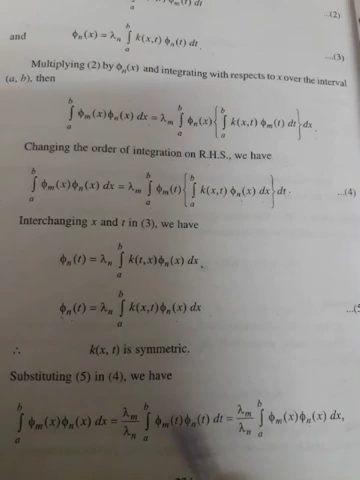 φₘ(t) dt
...(2)
and φₙ(x) = λₙ ∫ₐᵇ k(x,t) φₙ(t) dt.
...(3)
Multiplying (2) by φₙ(x) and integrating with respects to x over the interval
(a, b), then
∫ₐᵇ φₘ(x)φₙ(x) dx = λₘ ∫ₐᵇ φₙ(x){∫ₐᵇ k(x,t) φₘ(t) dt}dx.
Changing the order of integration on R.H.S., we have
∫ₐᵇ φₘ(x)φₙ(x) dx = λₘ ∫ₐᵇ φₘ(t){∫ₐᵇ k(x,t) φₙ(x) dx}dt. ...(4)
Interchanging x and t in (3), we have
φₙ(t) = λₙ ∫ₐᵇ k(t,x)φₙ(x) dx,
φₙ(t) = λₙ ∫ₐᵇ k(x,t)φₙ(x) dx ...(5
∴ k(x, t) is symmetric.
Substituting (5) in (4), we have
∫ₐᵇ φₘ(x)φₙ(x) dx = λₘ/λₙ ∫ₐᵇ φₘ(t)φₙ(t) dt = λₘ/λₙ ∫ₐᵇ φₘ(x)φₙ(x) dx,